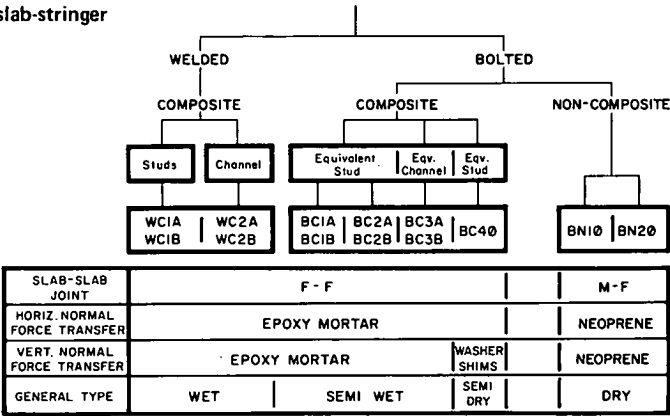 slab-stringer
WELDED BOLTED
COMPOSITE COMPOSITE NON-COMPOSITE
Studs Channel Equivalent Stud Eqv. Channel Eqv. Stud
WC1A WC2A BC1A BC2A BC3A BC40 BN10 BN20
WC1B WC2B BC1B BC2B BC3B
SLAB-SLAB JOINT F-F M-F
HORIZ. NORMAL FORCE TRANSFER EPOXY MORTAR NEOPRENE
VERT. NORMAL FORCE TRANSFER EPOXY MORTAR WASHER SHIMS NEOPRENE
GENERAL TYPE WET SEMI WET SEMI DRY DRY